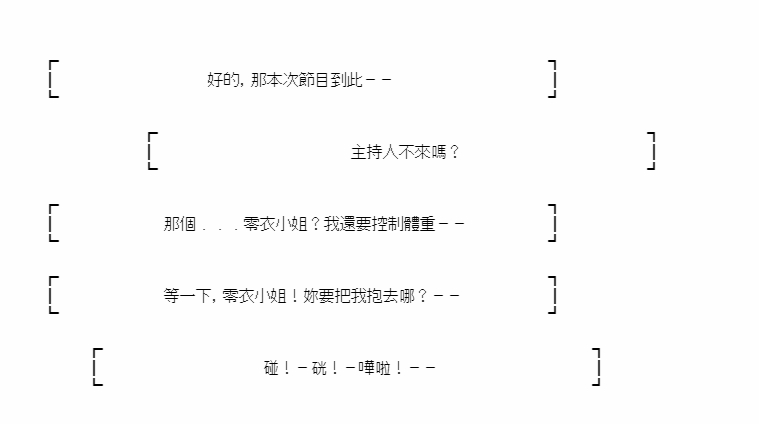 好的, 那本次節目到此－－
主持人不來嗎？
那個．．．零衣小姐？我還要控制體重－－
等一下, 零衣小姐！妳要把我抱去哪？－－
碰！－硄！－嘩啦！－－